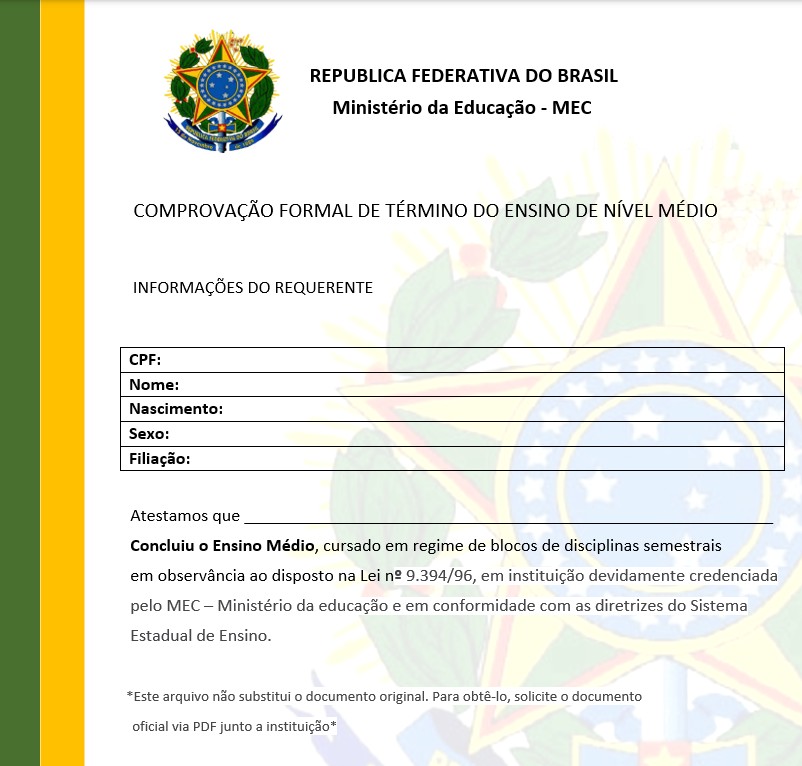 REPUBLICA FEDERATIVA DO BRASIL
Ministério da Educação - MEC
COMPROVAÇÃO FORMAL DE TÉRMINO DO ENSINO DE NÍVEL MÉDIO
INFORMAÇÕES DO REQUERENTE
CPF:
Nome:
Nascimento:
Sexo:
Filiação:
Atestamos que ______________________________
Concluiu o Ensino Médio, cursado em regime de blocos de disciplinas semestrais
em observância ao disposto na Lei nº 9.394/96, em instituição devidamente credenciada
pelo MEC – Ministério da educação e em conformidade com as diretrizes do Sistema
Estadual de Ensino.
*Este arquivo não substitui o documento original. Para obtê-lo, solicite o documento
oficial via PDF junto a instituição*